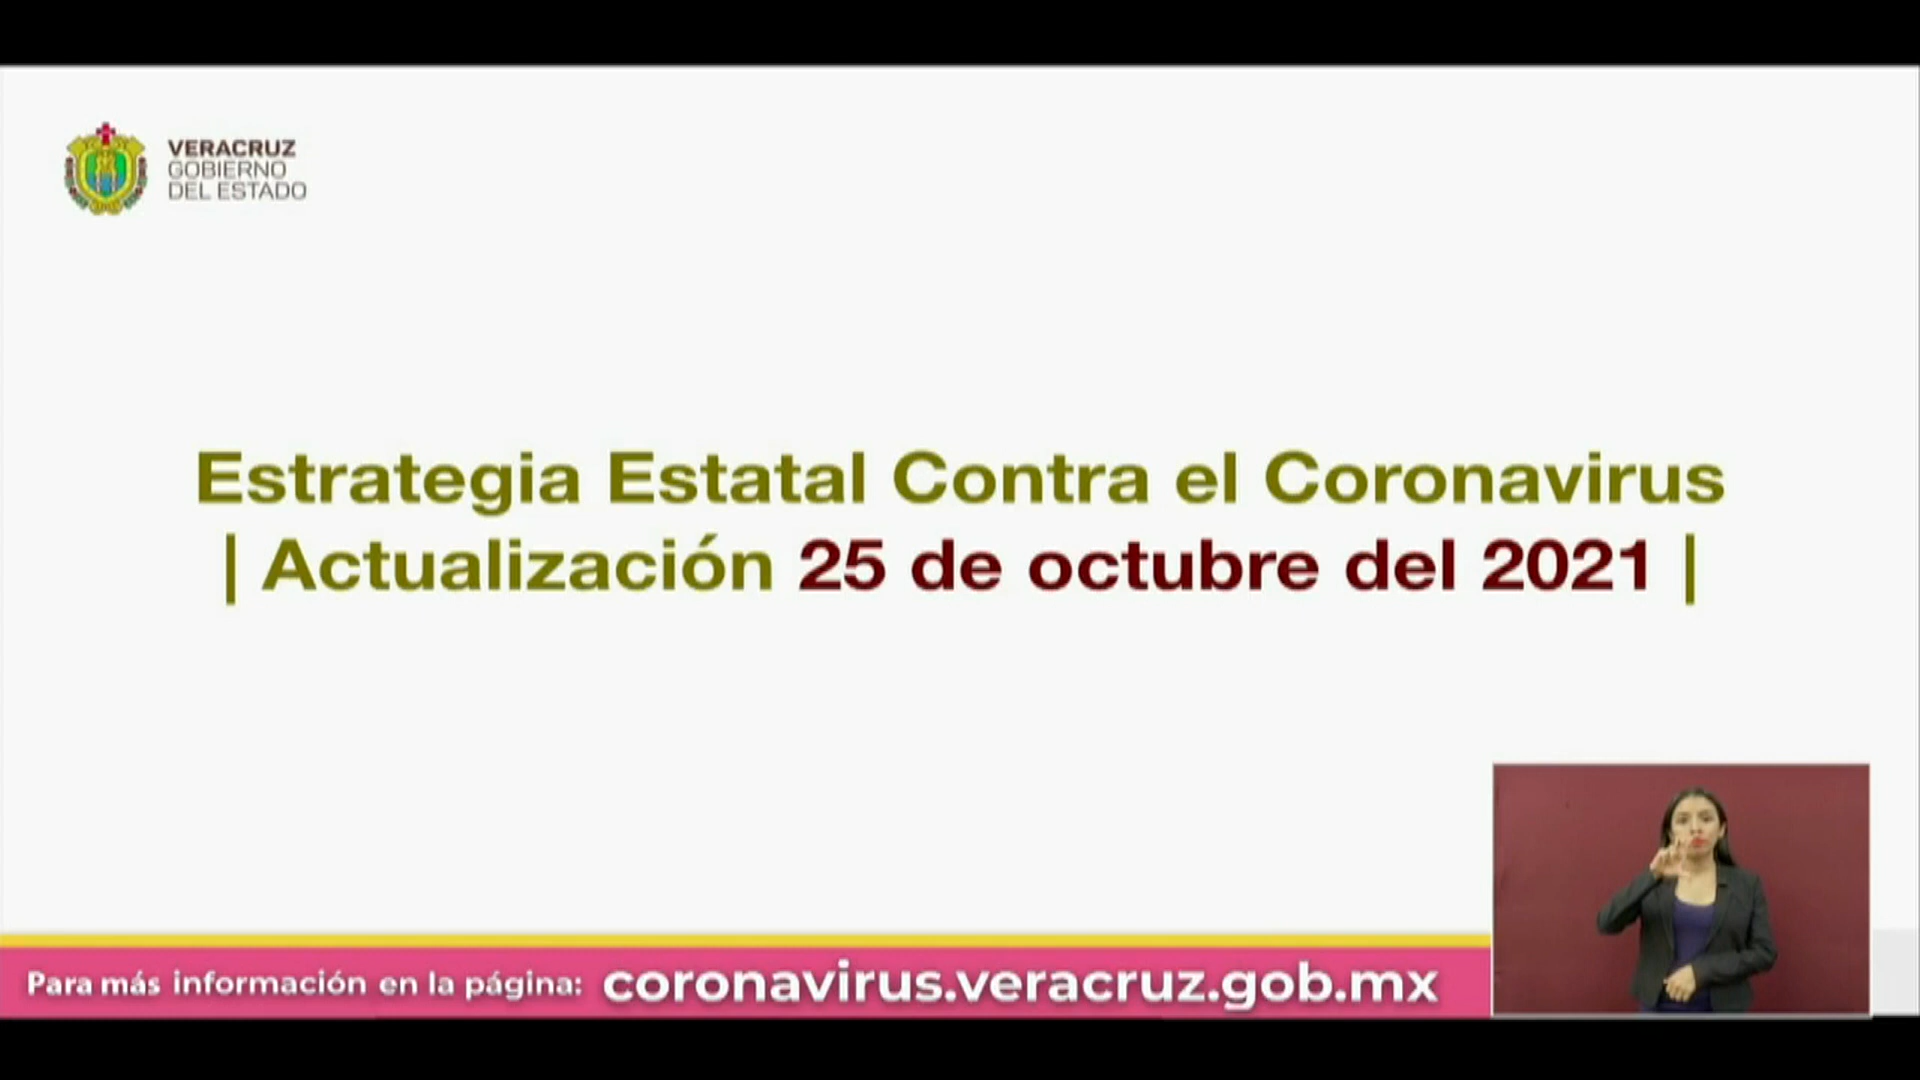 VERACRUZ
GOBIERNO
DEL ESTADO
Estrategia Estatal Contra el Coronavirus
| Actualización 25 de octubre del 2021 |
Para más información en la página: coronavirus.veracruz.gob.mx